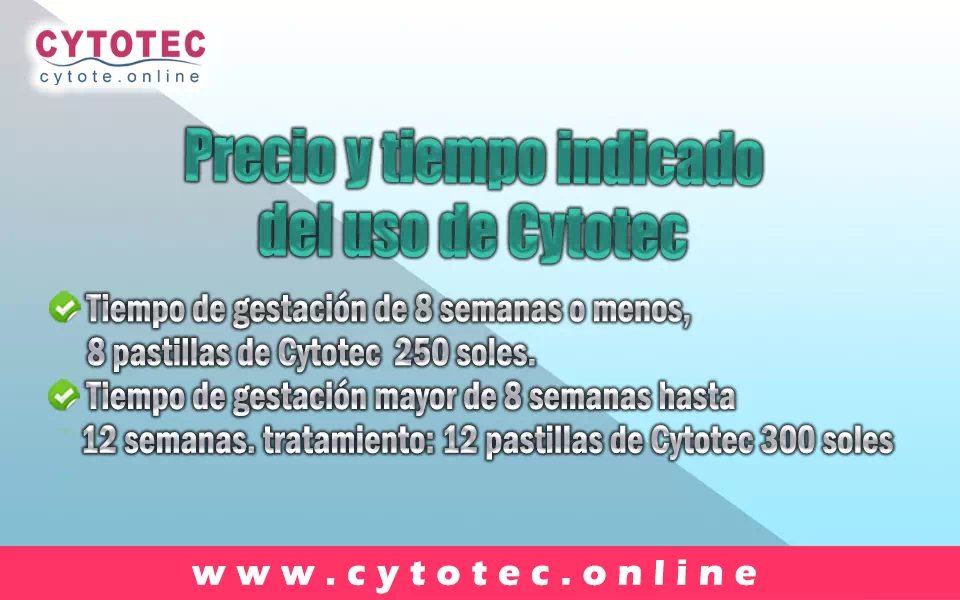 CYTOTEC
cytote.online
Precio y tiempo indicado
del uso de Cytotec
Tiempo de gestación de 8 semanas o menos,
8 pastillas de Cytotec 250 soles.
Tiempo de gestación mayor de 8 semanas hasta
12 semanas. tratamiento: 12 pastillas de Cytotec 300 soles
www.cytotec.online